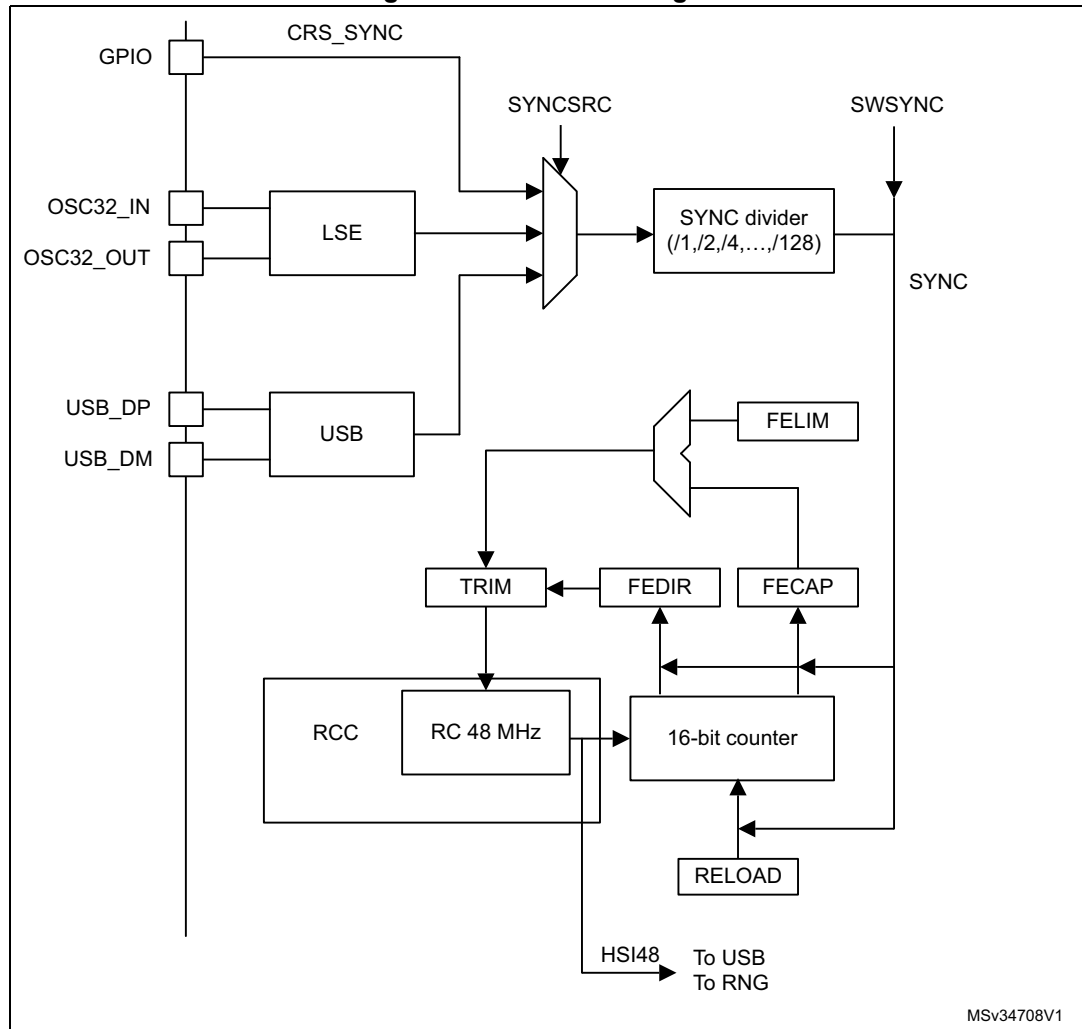 CRS_SYNC
GPIO
SYNCSRC
SWSYNC
OSC32_IN
OSC32_OUT
LSE
SYNC divider
(/1,/2,/4,…,/128)
SYNC
USB_DP
USB_DM
USB
FELIM
TRIM
FEDIR
FECAP
RCC
RC 48 MHz
16-bit counter
RELOAD
HSI48
To USB
To RNG
MSv34708V1